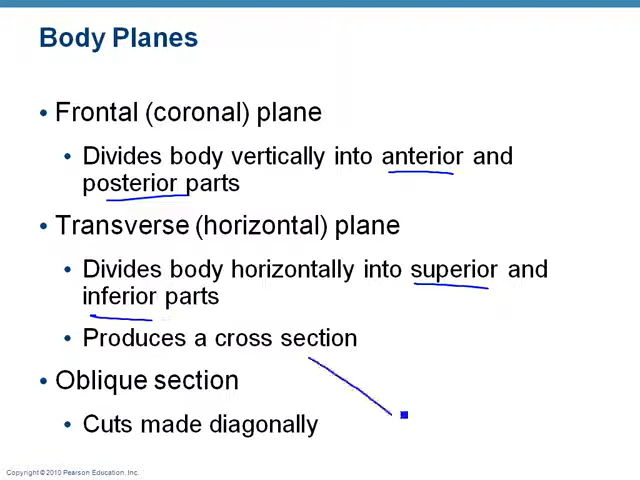 Body Planes
• Frontal (coronal) plane
• Divides body vertically into anterior and
posterior parts
• Transverse (horizontal) plane
• Divides body horizontally into superior and
inferior parts
• Produces a cross section
• Oblique section
• Cuts made diagonally
Copyright © 2010 Pearson Education, Inc.